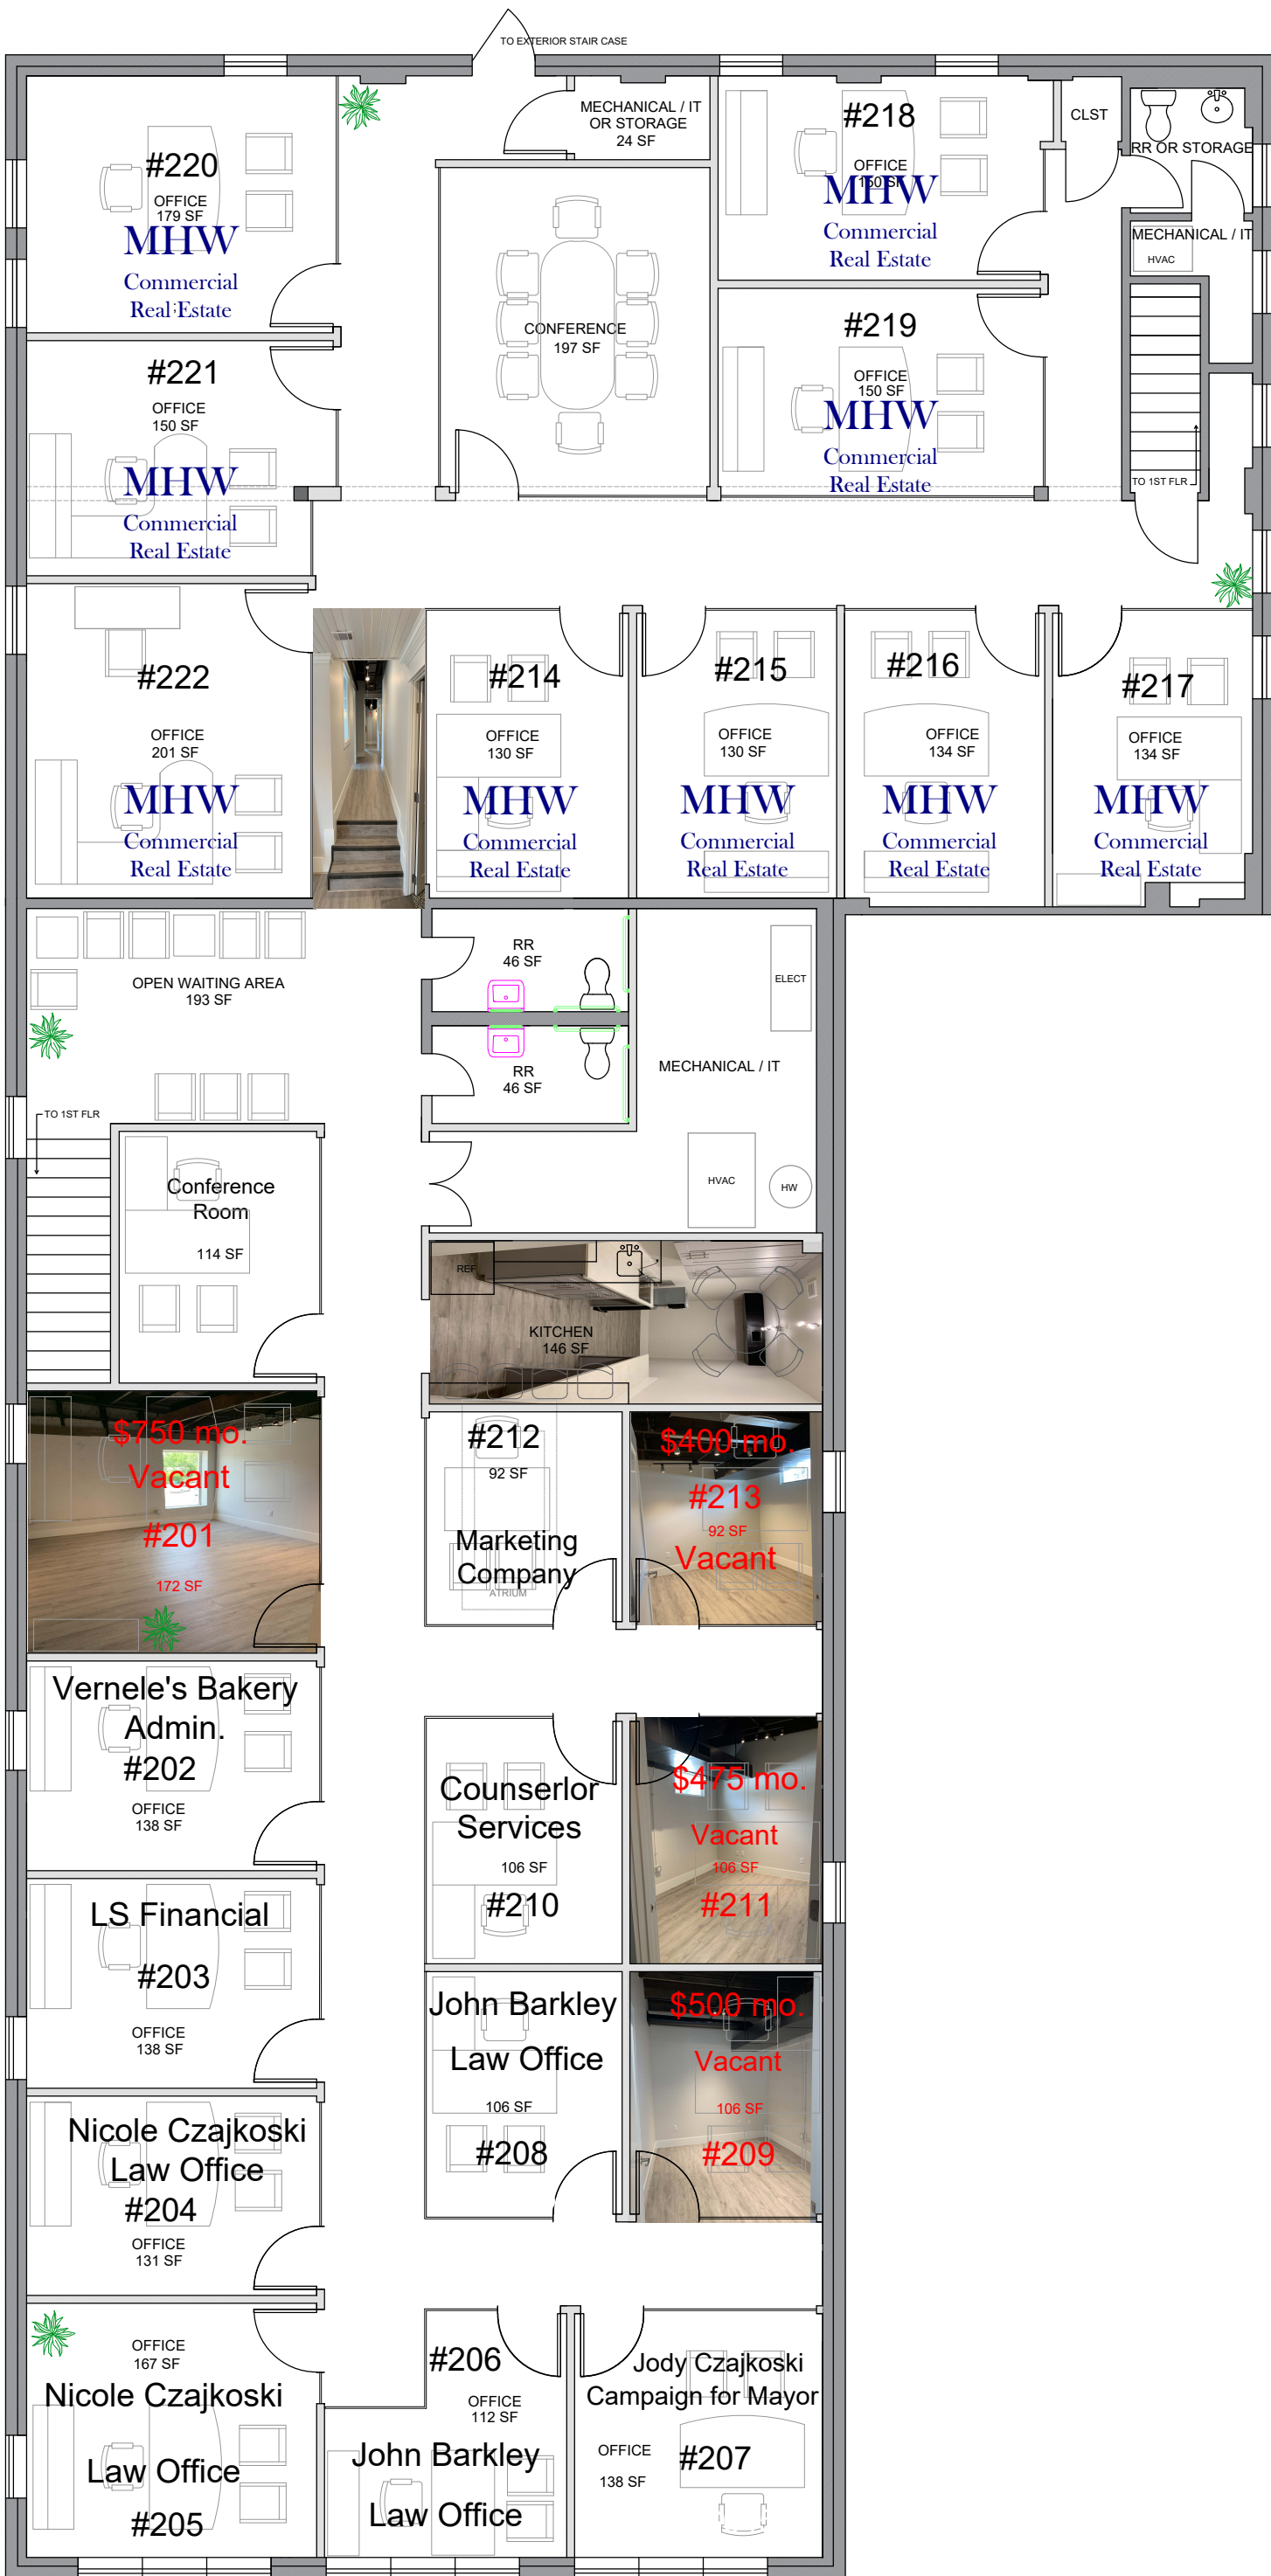 TO EXTERIOR STAIR CASE
MECHANICAL / IT
OR STORAGE
24 SF
#220
OFFICE
179 SF
MHW
Commercial
Real Estate
#218
OFFICE
150 SF
MHW
Commercial
Real Estate
CLST
RR OR STORAGE
MECHANICAL / IT
HVAC
CONFERENCE
197 SF
#221
OFFICE
150 SF
MHW
Commercial
Real Estate
#219
OFFICE
150 SF
MHW
Commercial
Real Estate
TO 1ST FLR
#222
OFFICE
201 SF
MHW
Commercial
Real Estate
#214
OFFICE
130 SF
MHW
Commercial
Real Estate
#215
OFFICE
130 SF
MHW
Commercial
Real Estate
#216
OFFICE
134 SF
MHW
Commercial
Real Estate
#217
OFFICE
134 SF
MHW
Commercial
Real Estate
OPEN WAITING AREA
193 SF
RR
46 SF
RR
46 SF
ELECT
MECHANICAL / IT
HVAC
HW
TO 1ST FLR
Conference
Room
114 SF
REF
KITCHEN
146 SF
$750 mo.
Vacant
#201
172 SF
#212
92 SF
Marketing
Company
ATRIUM
$400 mo.
#213
92 SF
Vacant
Vernele's Bakery
Admin.
#202
OFFICE
138 SF
Counserlor
Services
106 SF
#210
$475 mo.
Vacant
106 SF
#211
LS Financial
#203
OFFICE
138 SF
John Barkley
Law Office
106 SF
#208
$500 mo.
Vacant
106 SF
#209
Nicole Czajkoski
Law Office
#204
OFFICE
131 SF
OFFICE
167 SF
Nicole Czajkoski
Law Office
#205
#206
OFFICE
112 SF
John Barkley
Law Office
Jody Czajkoski
Campaign for Mayor
OFFICE
#207
138 SF